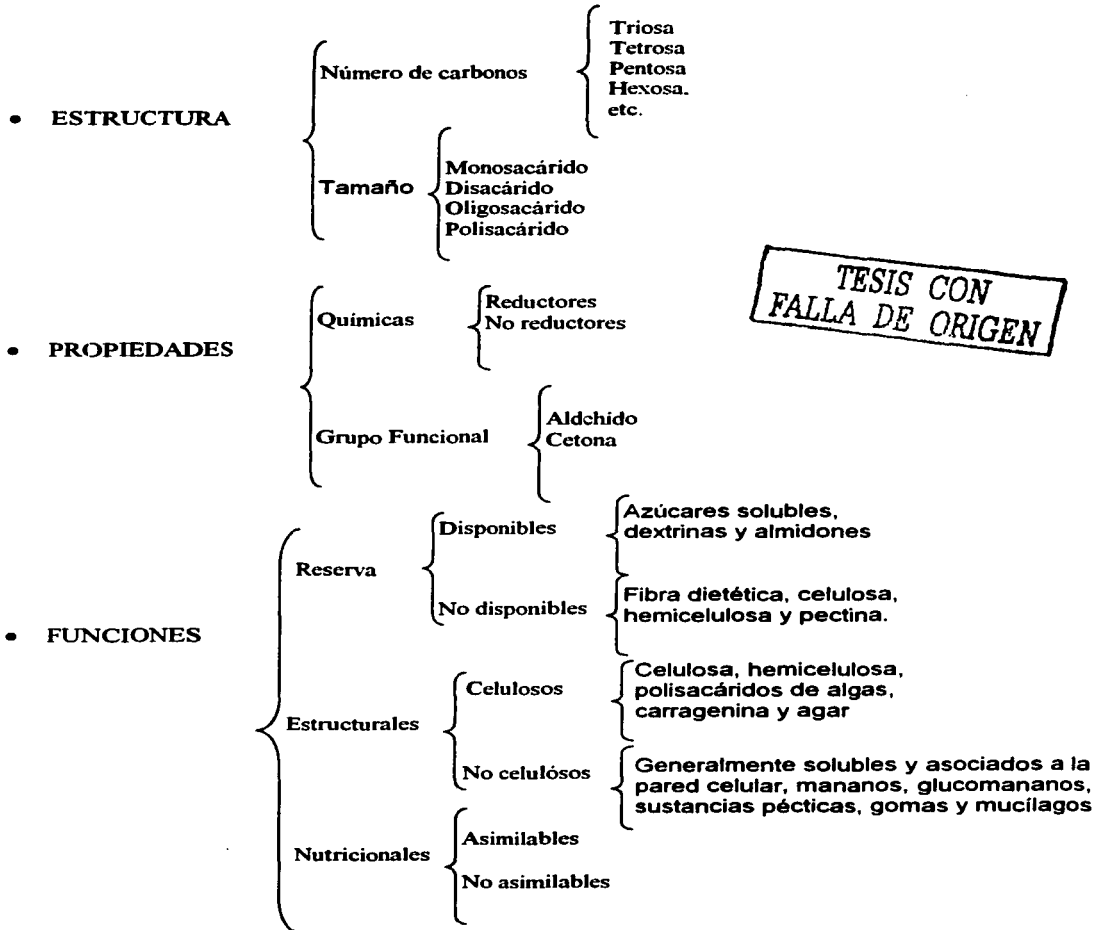 • ESTRUCTURA
Número de carbonos
Triosa
Tetrosa
Pentosa
Hexosa.
etc.
Tamaño
Monosacárido
Disacárido
Oligosacárido
Polisacárido
TESIS CON
FALLA DE ORIGEN
• PROPIEDADES
Químicas
Reductores
No reductores
Grupo Funcional
Aldehido
Cetona
• FUNCIONES
Reserva
Disponibles
Azúcares solubles,
dextrinas y almidones
No disponibles
Fibra dietética, celulosa,
hemicelulosa y pectina.
Estructurales
Celulosos
Celulosa, hemicelulosa,
polisacáridos de algas,
carragenina y agar
No celulósos
Generalmente solubles y asociados a la
pared celular, mananos, glucomananos,
sustancias pécticas, gomas y mucílagos
Nutricionales
Asimilables
No asimilables